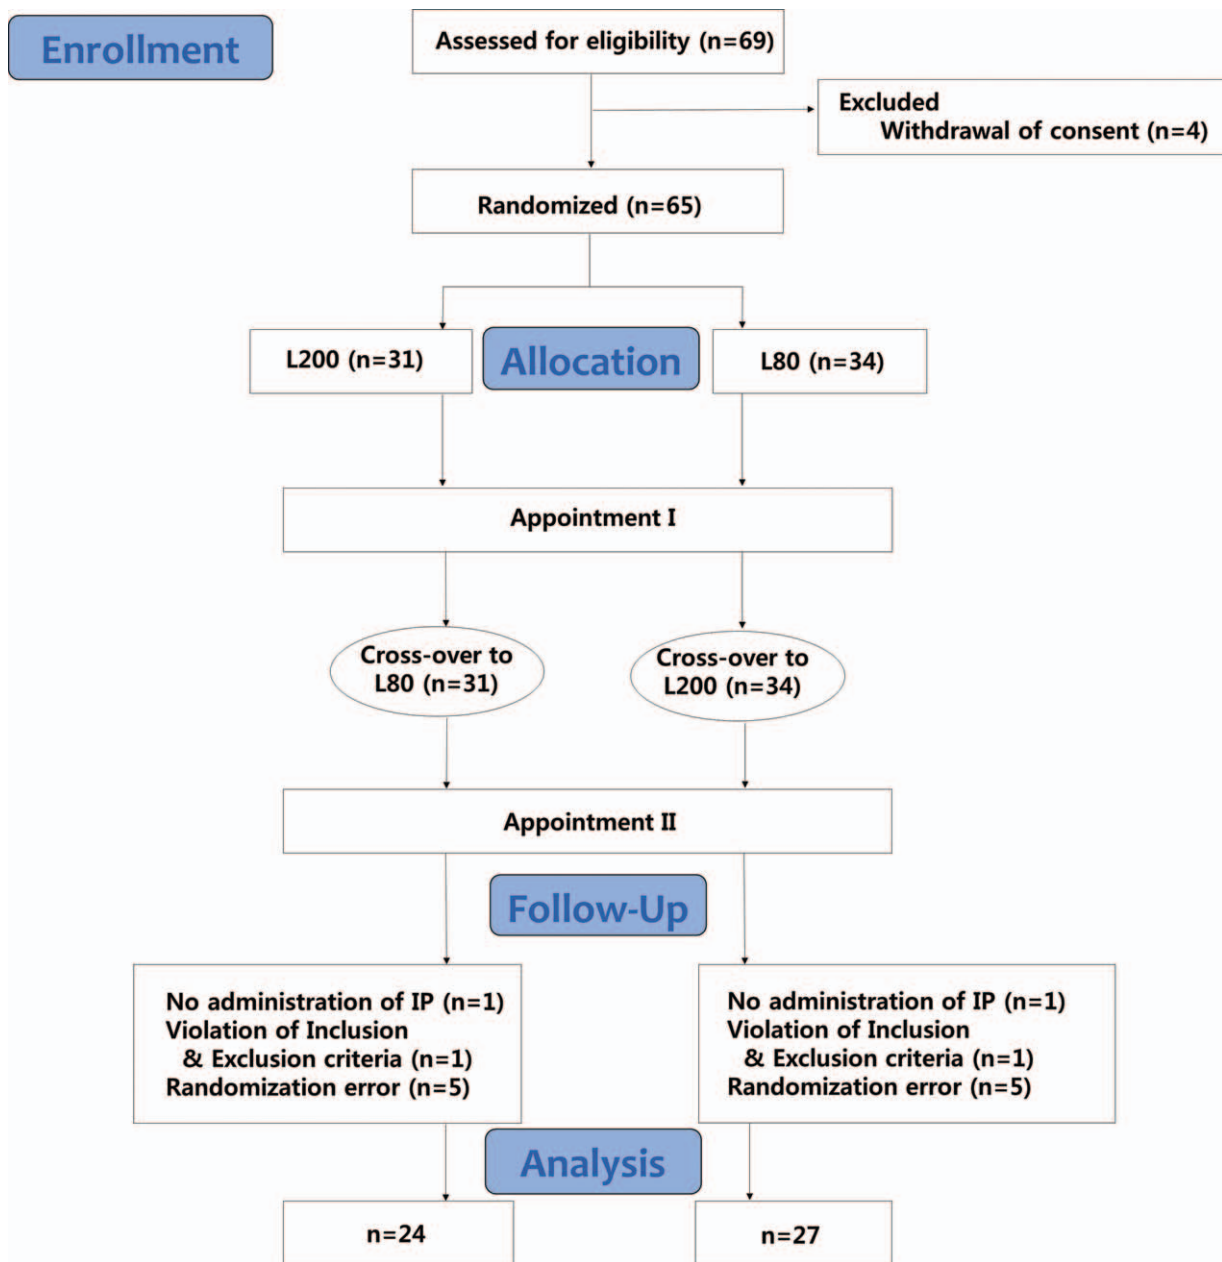 Enrollment
Assessed for eligibility (n=69)
Excluded
Withdrawal of consent (n=4)
Randomized (n=65)
L200 (n=31)
Allocation
L80 (n=34)
Appointment I
Cross-over to
L80 (n=31)
Cross-over to
L200 (n=34)
Appointment II
Follow-Up
No administration of IP (n=1)
Violation of Inclusion
& Exclusion criteria (n=1)
Randomization error (n=5)
No administration of IP (n=1)
Violation of Inclusion
& Exclusion criteria (n=1)
Randomization error (n=5)
Analysis
n=24
n=27